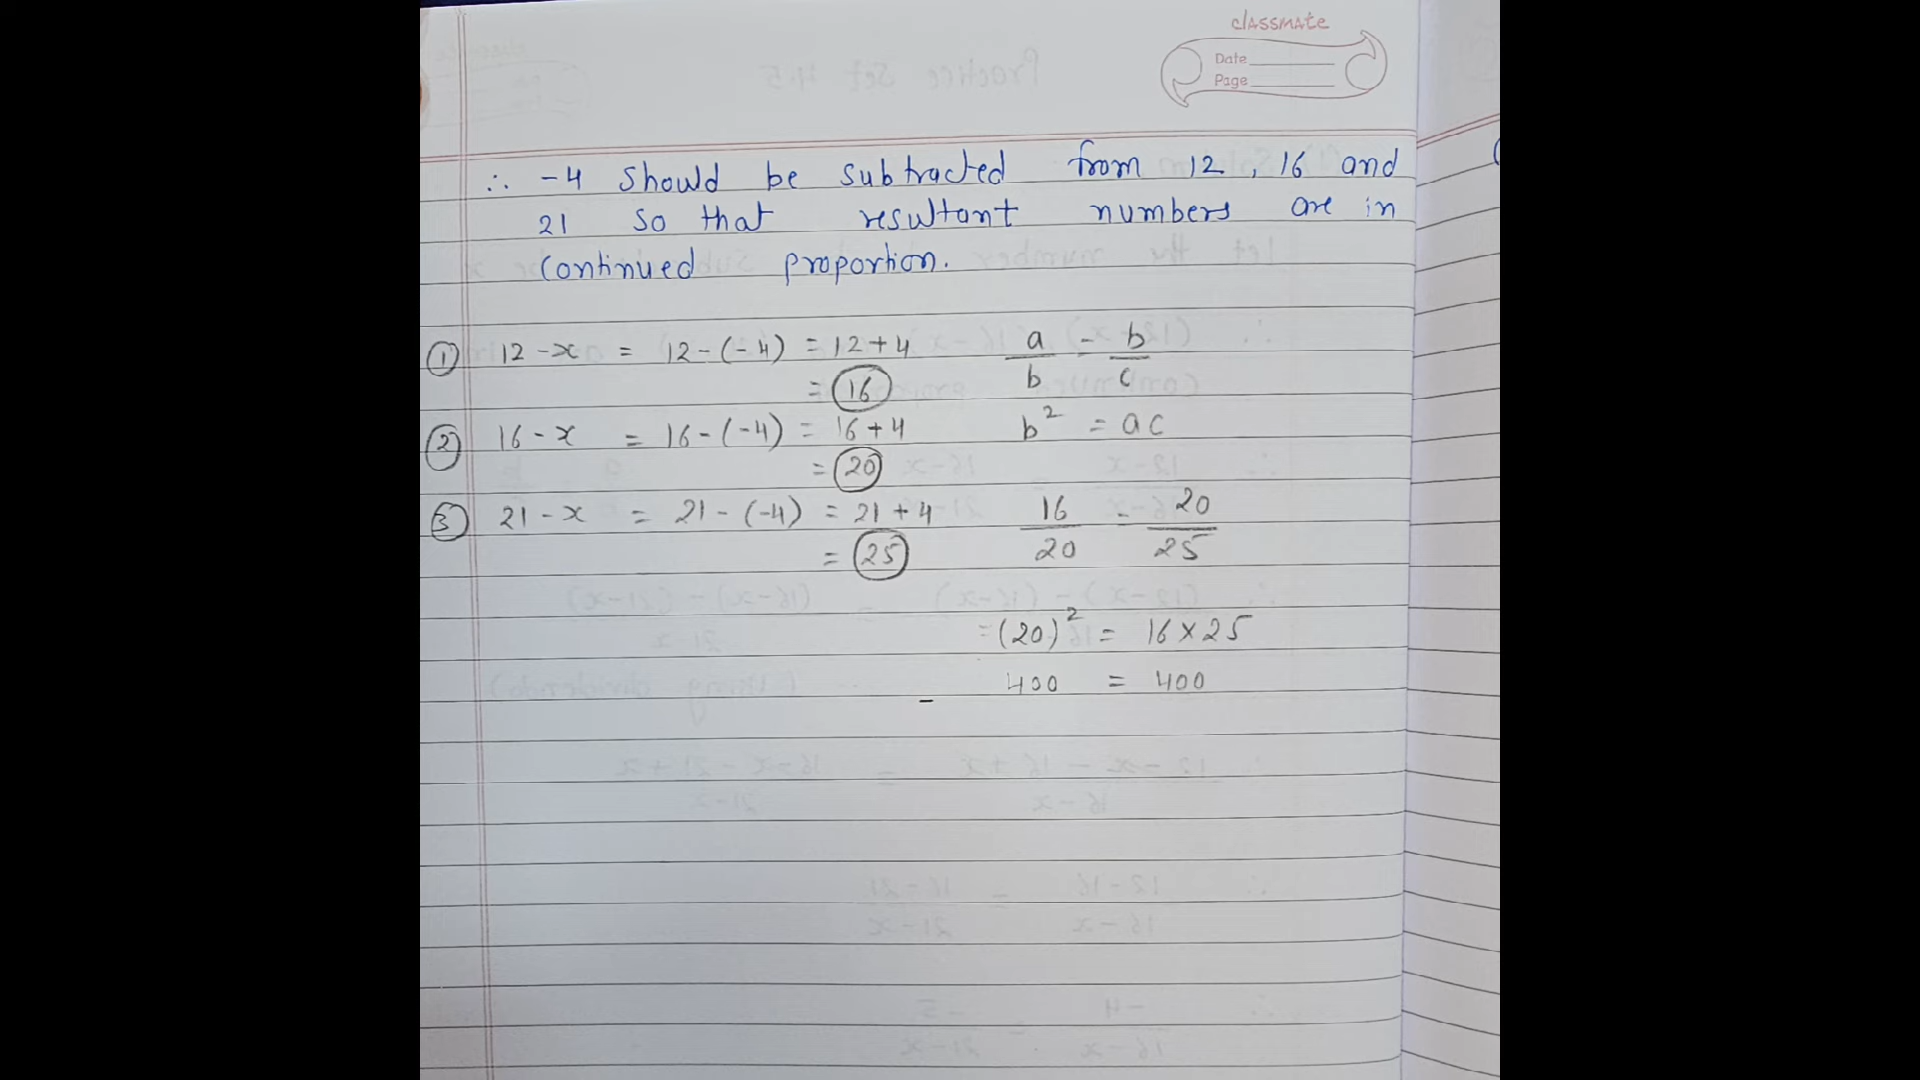 classmate
Date
Page
∴ -4 should be subtracted from 12, 16 and
21 so that resultant numbers are in
continued proportion.
① 12 - x = 12 - (-4) = 12 + 4
= 16
a/b = b/c
② 16 - x = 16 - (-4) = 16 + 4
= 20
b² = ac
③ 21 - x = 21 - (-4) = 21 + 4
= 25
16/20 = 20/25
= (20)² = 16 × 25
400 = 400